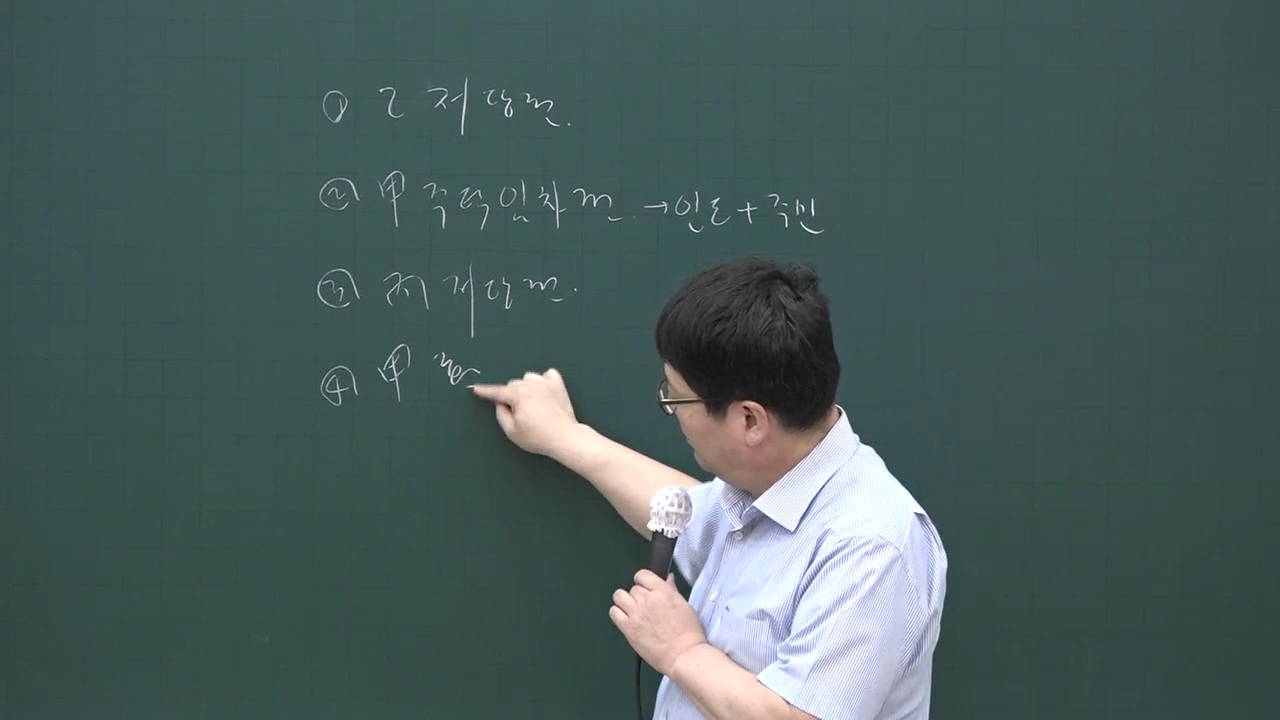 ① 乙 저당권.
② 甲 주택임차권 → 인도 + 주민
③ 丙 저당권.
④ 甲